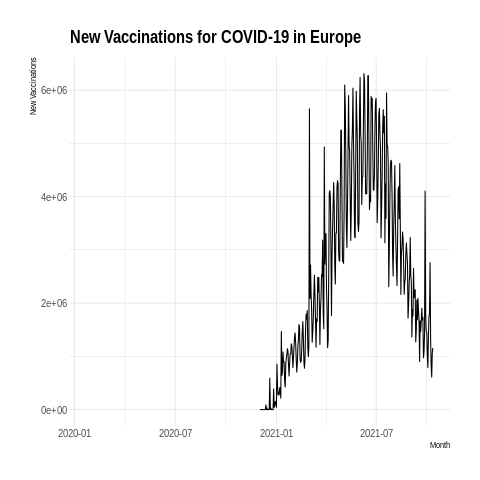 New Vaccinations for COVID-19 in Europe
New Vaccinations
6e+06
4e+06
2e+06
0e+00
2020-01 2020-07 2021-01 2021-07
Month